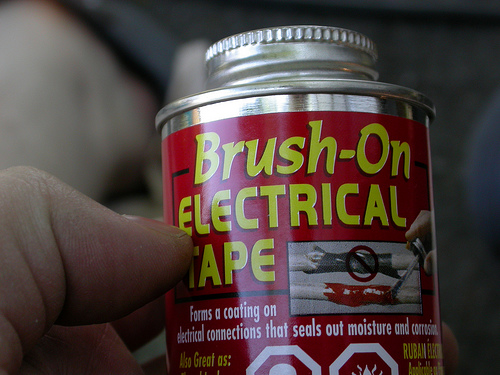 Brush-On
ELECTRICAL
TAPE
Forms a coating on
electrical connections that seals out moisture and corrosion.
Also Great as:
RUBAN